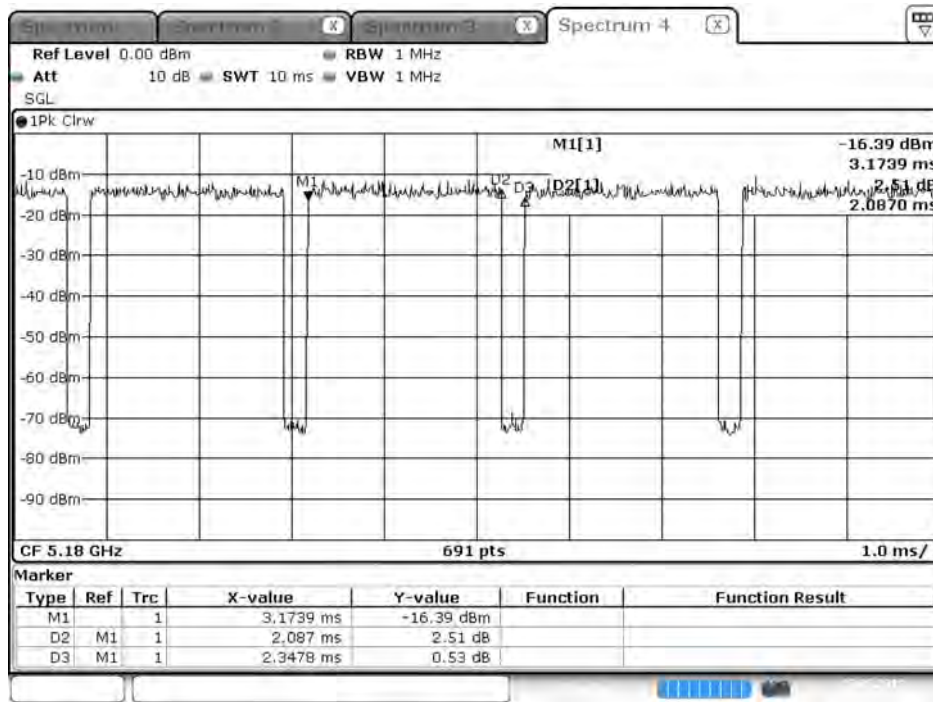 Spectrum Spectrum 2 X Spectrum 3 X Spectrum 4 X
Ref Level 0.00 dBm RBW 1 MHz
Att 10 dB SWT 10 ms VBW 1 MHz
SGL
1Pk Clrw
M1[1] -16.39 dBm
3.1739 ms
-10 dBm
M1 D2 D3 D2[1] 2.51 dB
2.0870 ms
-20 dBm
-30 dBm
-40 dBm
-50 dBm
-60 dBm
-70 dBm
-80 dBm
-90 dBm
CF 5.18 GHz 691 pts 1.0 ms/
Marker
Type Ref Trc X-value Y-value Function Function Result
M1 1 3.1739 ms -16.39 dBm
D2 M1 1 2.087 ms 2.51 dB
D3 M1 1 2.3478 ms 0.53 dB